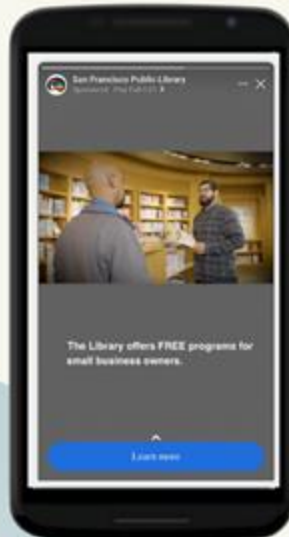 San Francisco Public Library
The Library offers FREE programs for
small business owners.
Learn more